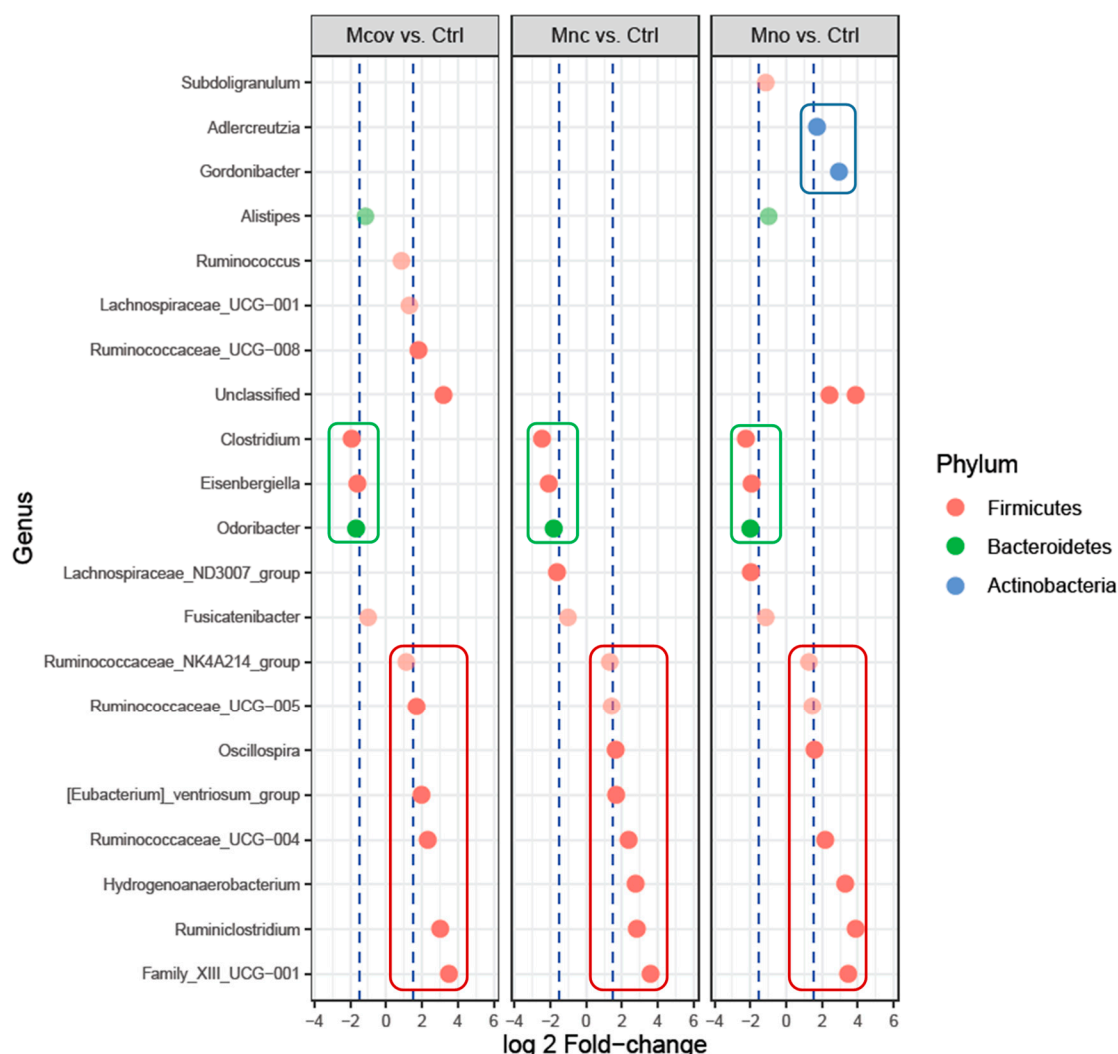 Mcov vs. Ctrl
Mnc vs. Ctrl
Mno vs. Ctrl
Genus
Subdoligranulum
Adlercreutzia
Gordonibacter
Alistipes
Ruminococcus
Lachnospiraceae_UCG−001
Ruminococcaceae_UCG−008
Unclassified
Clostridium
Eisenbergiella
Odoribacter
Lachnospiraceae_ND3007_group
Fusicatenibacter
Ruminococcaceae_NK4A214_group
Ruminococcaceae_UCG−005
Oscillospira
[Eubacterium]_ventriosum_group
Ruminococcaceae_UCG−004
Hydrogenoanaerobacterium
Ruminiclostridium
Family_XIII_UCG−001
−4 −2 0 2 4 6
−4 −2 0 2 4 6
−4 −2 0 2 4 6
log 2 Fold−change
Phylum
Firmicutes
Bacteroidetes
Actinobacteria